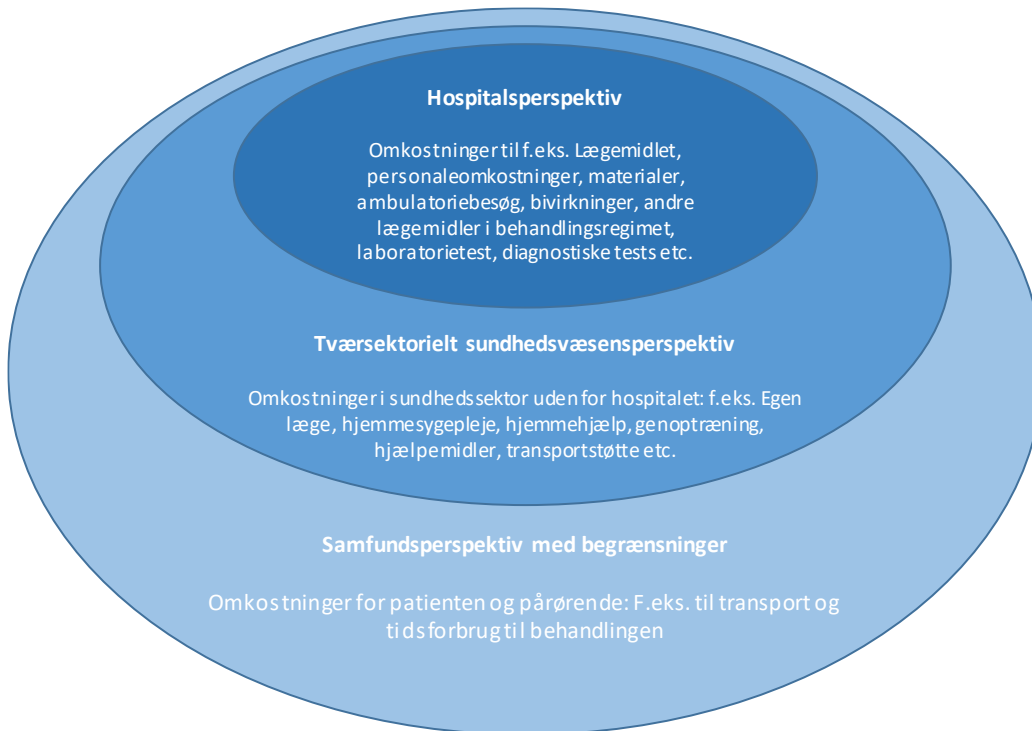 Hospitalsperspektiv
Omkostninger til f.eks. Lægemidlet,
personaleomkostninger, materialer,
ambulatoriebesøg, bivirkninger, andre
lægemidler i behandlingsregimet,
laboratorietest, diagnostiske tests etc.
Tværsektorielt sundhedsvæsensperspektiv
Omkostninger i sundhedssektor uden for hospitalet: f.eks. Egen
læge, hjemmesygepleje, hjemmehjælp, genoptræning,
hjælpemidler, transportstøtte etc.
Samfundsperspektiv med begrænsninger
Omkostninger for patienten og pårørende: F.eks. til transport og
tidsforbrug til behandlingen